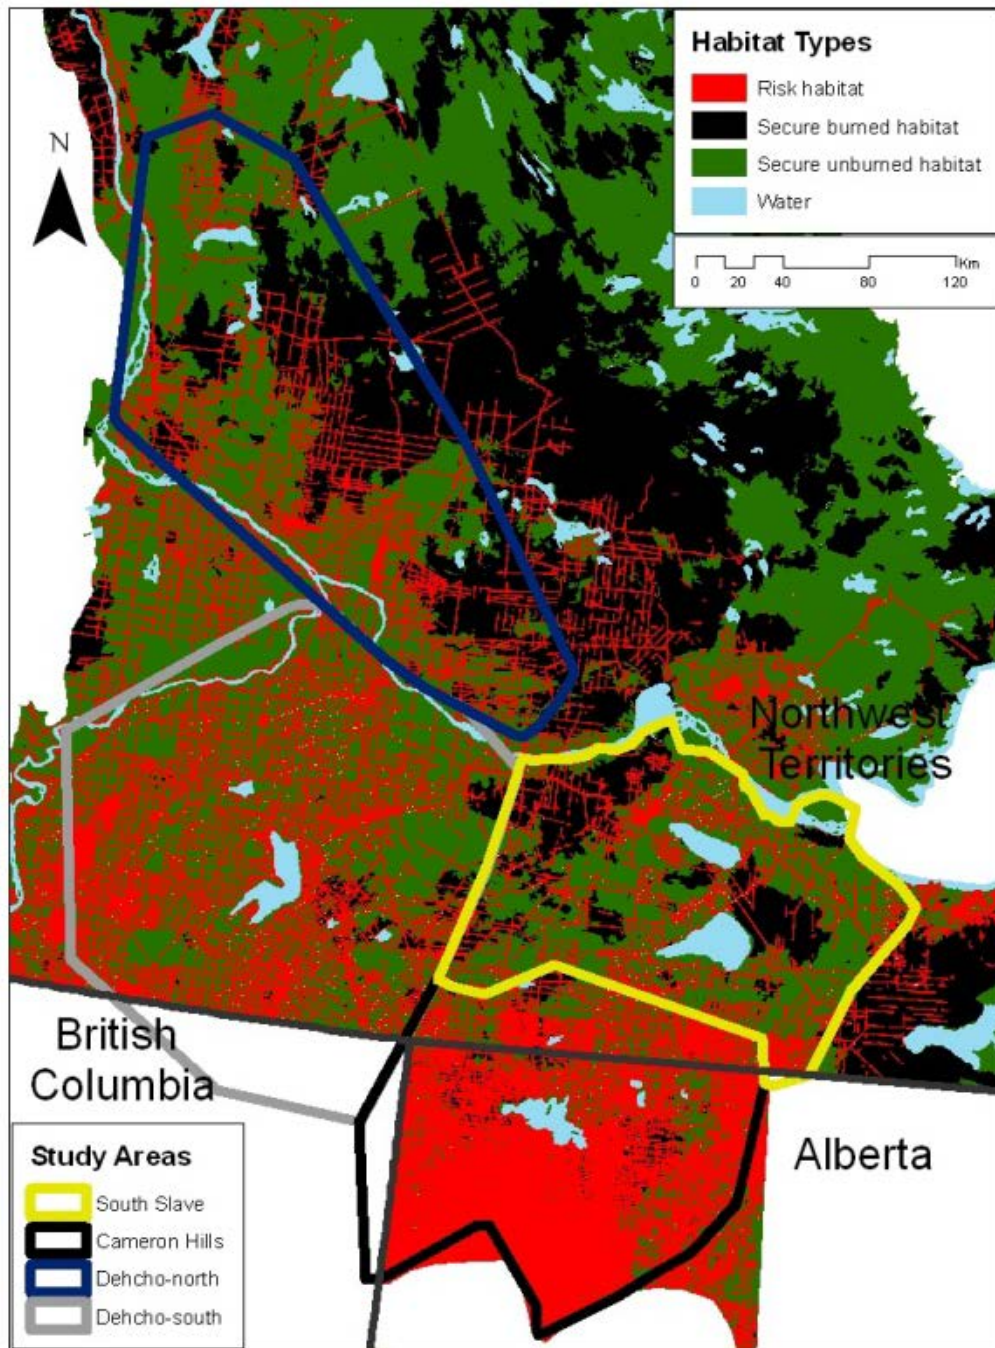 Habitat Types
Risk habitat
Secure burned habitat
Secure unburned habitat
Water
N
Km
0 20 40 80 120
Northwest
Territories
British
Columbia
Alberta
Study Areas
South Slave
Cameron Hills
Dehcho-north
Dehcho-south